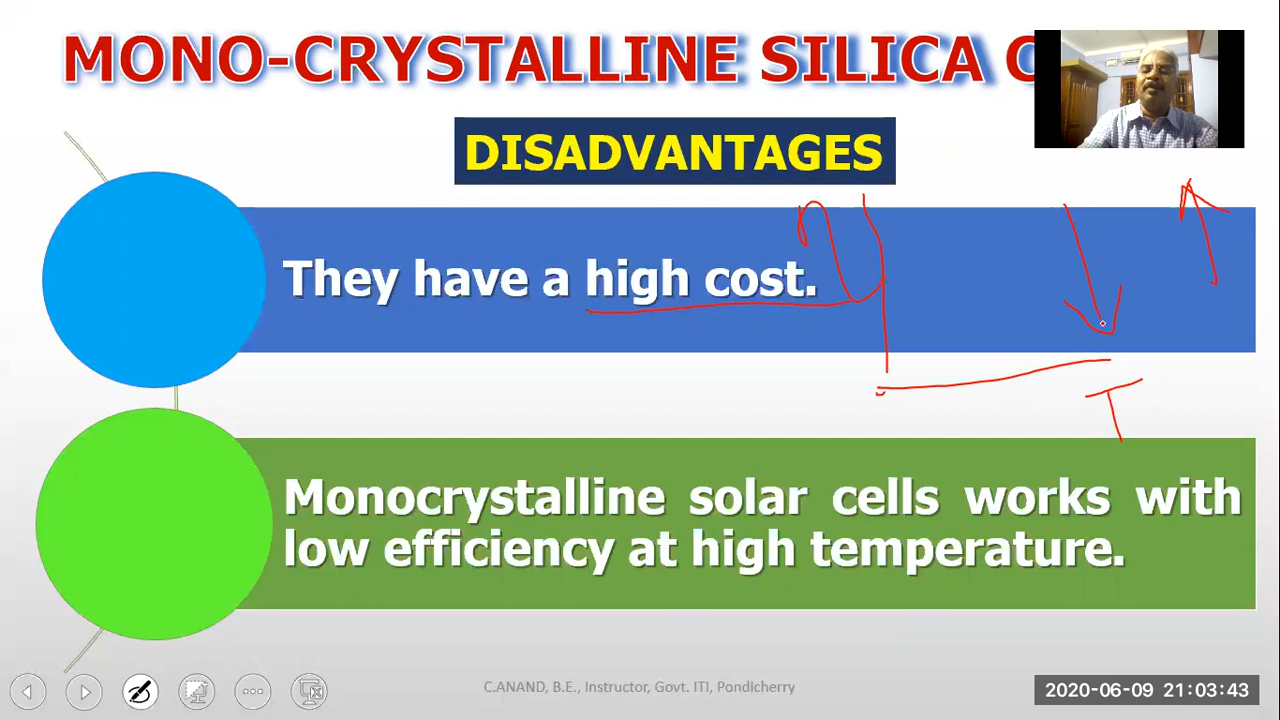 MONO-CRYSTALLINE SILICA
DISADVANTAGES
They have a high cost.
η
T
Monocrystalline solar cells works with
low efficiency at high temperature.
C.ANAND, B.E., Instructor, Govt. ITI, Pondicherry
2020-06-09 21:03:43